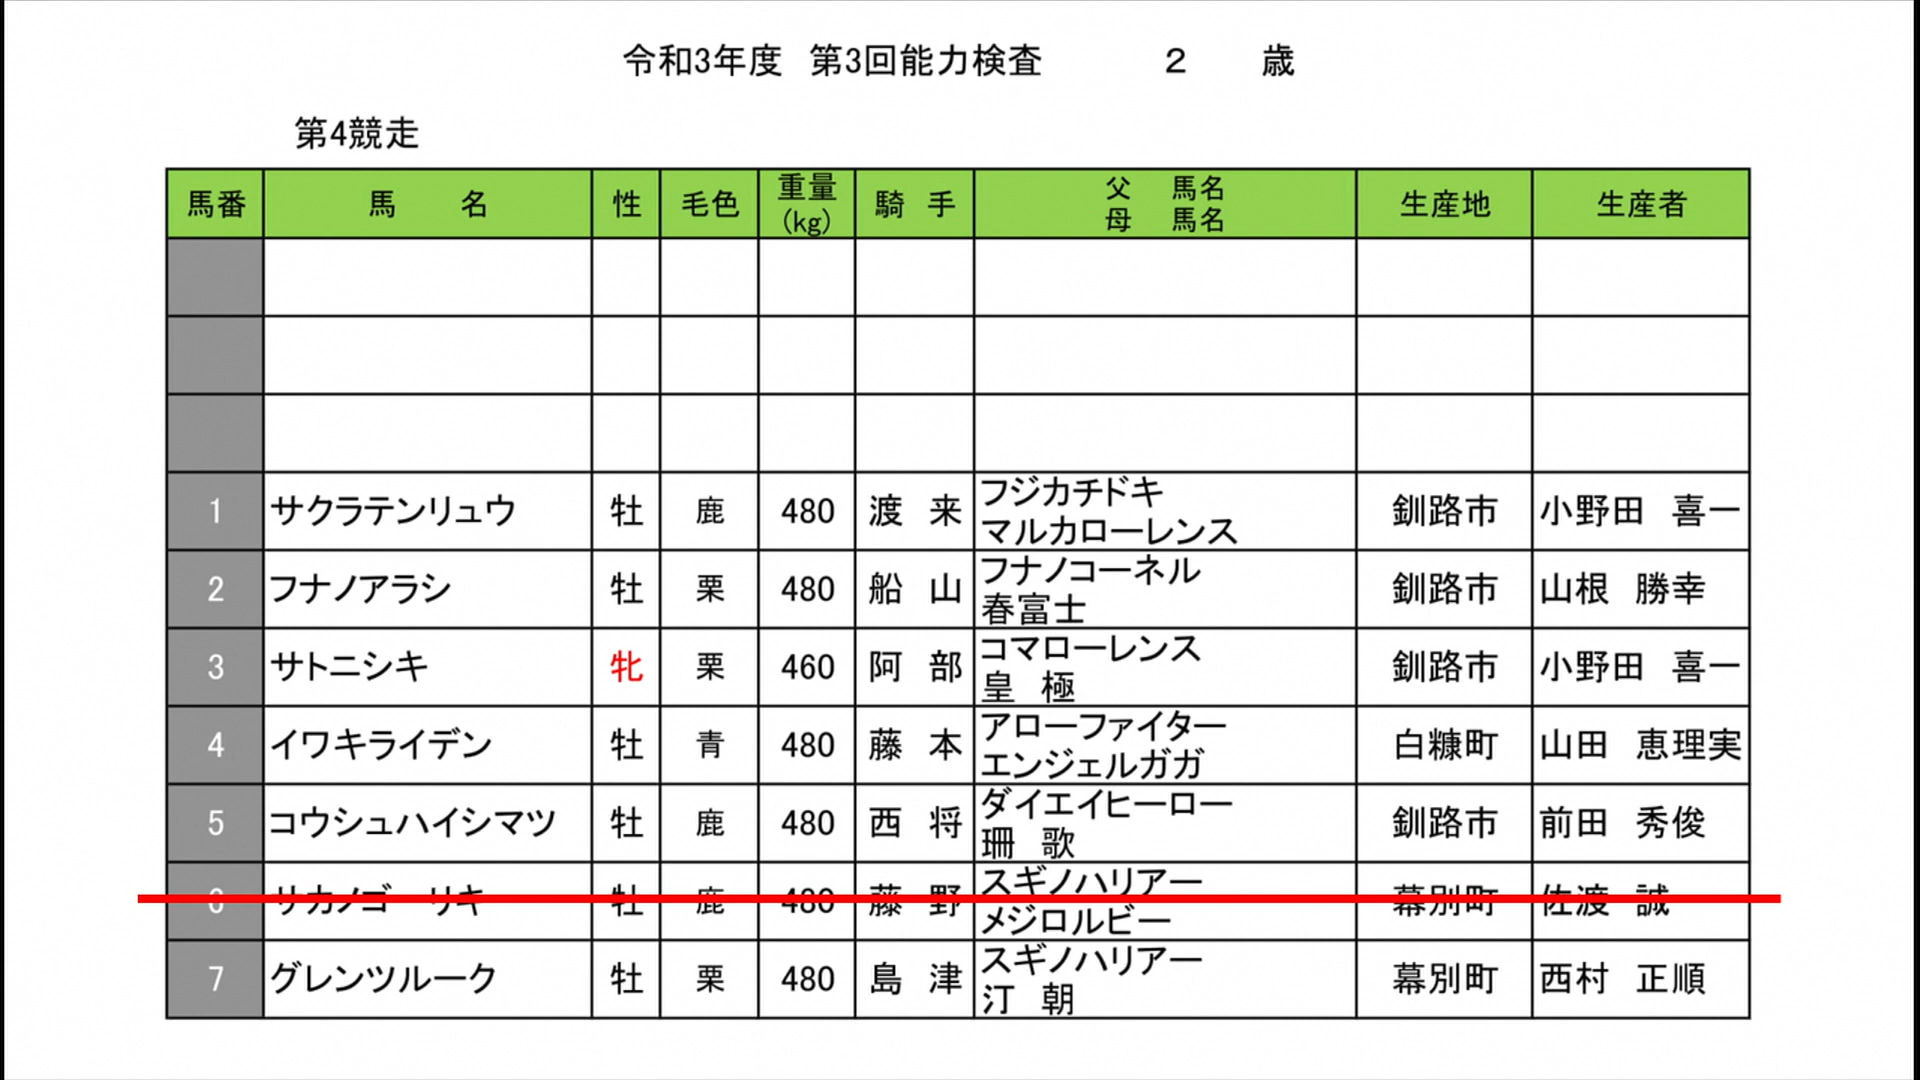 令和3年度 第3回能力検査 2 歳
第4競走
馬番 馬 名 性 毛色 重量(kg) 騎 手 父 馬名 母 馬名 生産地 生産者
1 サクラテンリュウ 牡 鹿 480 渡 来 フジカチドキ マルカローレンス 釧路市 小野田 喜一
2 フナノアラシ 牡 栗 480 船 山 フナノコーネル 春富士 釧路市 山根 勝幸
3 サトニシキ 牝 栗 460 阿 部 コマローレンス 皇 極 釧路市 小野田 喜一
4 イワキライデン 牡 青 480 藤 本 アローファイター エンジェルガガ 白糠町 山田 恵理実
5 コウシュハイシマツ 牡 鹿 480 西 将 ダイエイヒーロー 珊 歌 釧路市 前田 秀俊
6 サカノゴーリキ 牡 鹿 480 藤 野 スギノハリアー メジロルビー 幕別町 佐渡 誠
7 グレンツルーク 牡 栗 480 島 津 スギノハリアー 汀 朝 幕別町 西村 正順